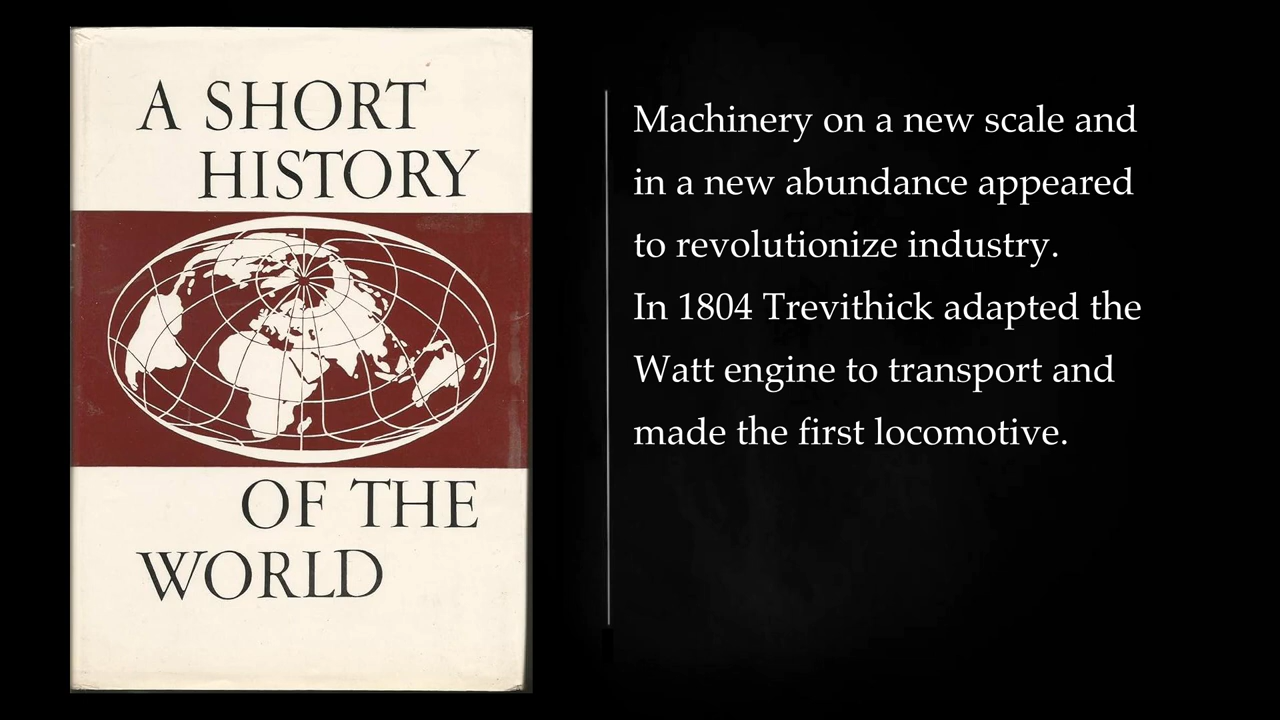 A SHORT
HISTORY
OF THE
WORLD
Machinery on a new scale and
in a new abundance appeared
to revolutionize industry.
In 1804 Trevithick adapted the
Watt engine to transport and
made the first locomotive.